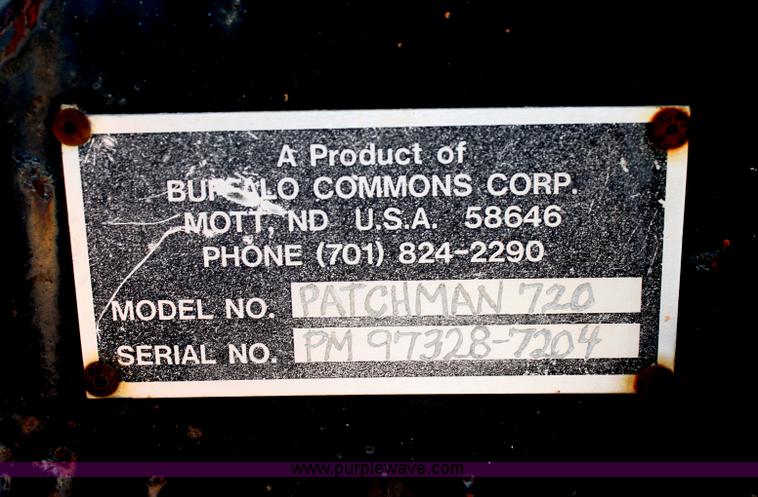 A Product of
BUFFALO COMMONS CORP.
MOTT, ND U.S.A. 58646
PHONE (701) 824-2290
MODEL NO. PATCHMAN 720
SERIAL NO. PM 97328-7204
www.purplewave.com